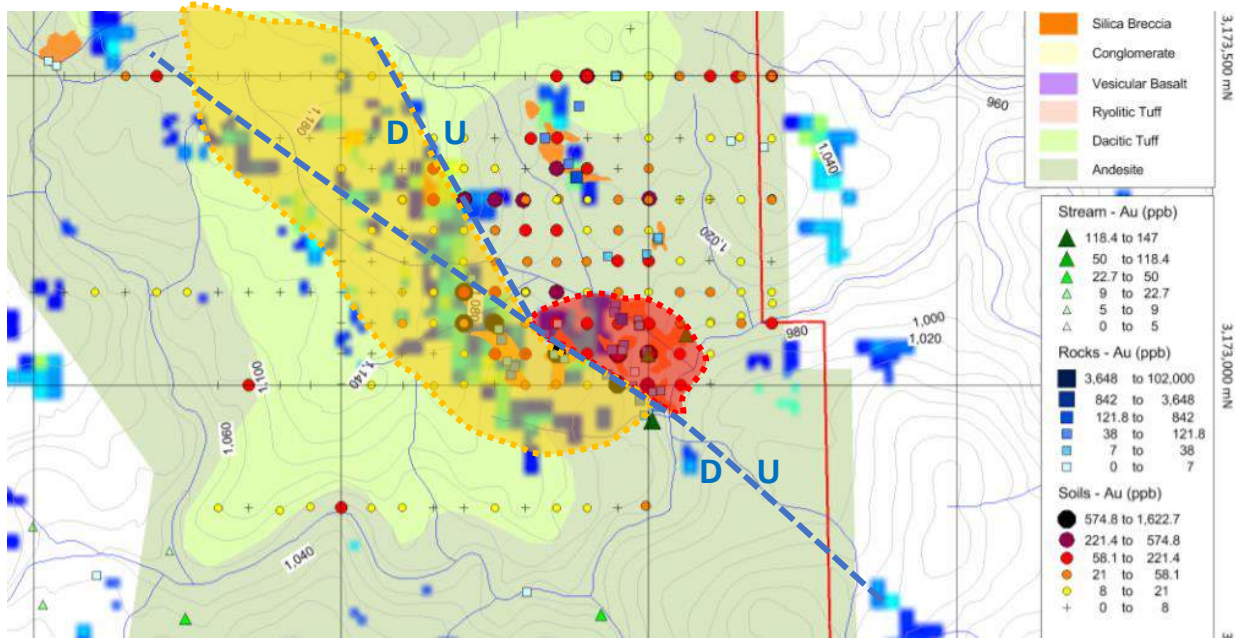 Silica Breccia
Conglomerate
Vesicular Basalt
Ryolitic Tuff
Dacitic Tuff
Andesite
Stream - Au (ppb)
118.4 to 147
50 to 118.4
22.7 to 50
9 to 22.7
5 to 9
0 to 5
Rocks - Au (ppb)
3,648 to 102,000
842 to 3,648
121.8 to 842
38 to 121.8
7 to 38
0 to 7
Soils - Au (ppb)
574.8 to 1,622.7
221.4 to 574.8
58.1 to 221.4
21 to 58.1
8 to 21
0 to 8
3,173,500 mN
3,173,000 mN
960
1,040
1,180
D U
1,020
1,080
1,000
980
1,020
1,140
1,100
1,060
D U
1,040